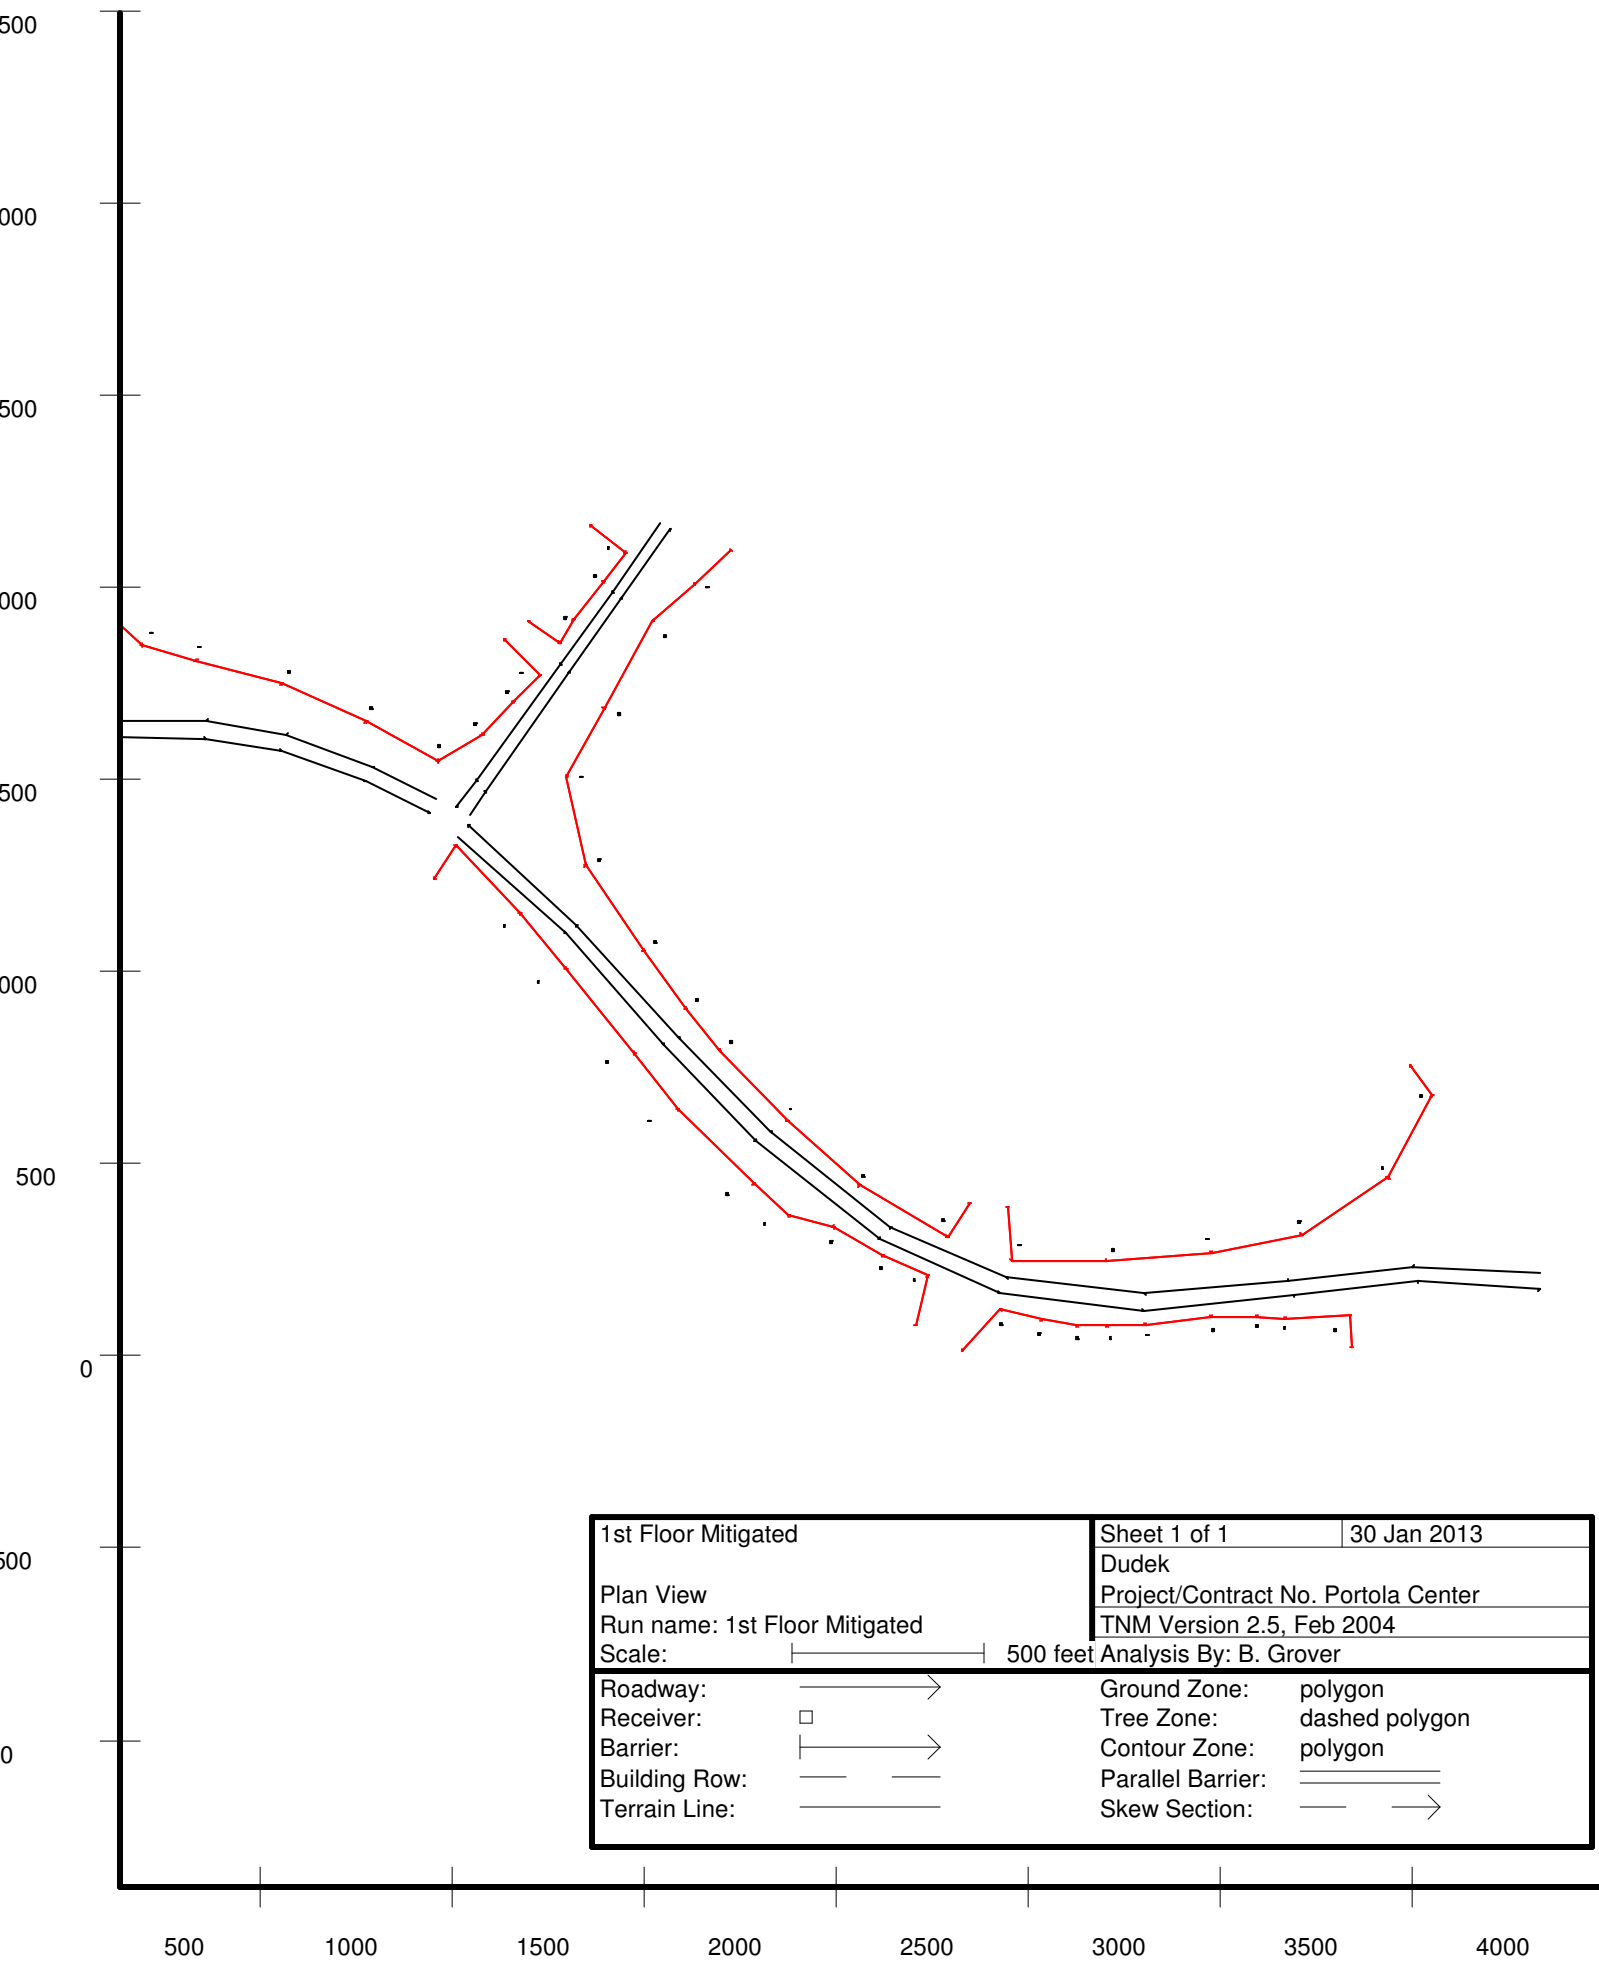 500
000
500
000
500
000
500
0
500
0
1st Floor Mitigated
Sheet 1 of 1
30 Jan 2013
Dudek
Plan View
Project/Contract No. Portola Center
Run name: 1st Floor Mitigated
TNM Version 2.5, Feb 2004
Scale:
500 feet
Analysis By: B. Grover
Roadway:
Ground Zone:
polygon
Receiver:
Tree Zone:
dashed polygon
Barrier:
Contour Zone:
polygon
Building Row:
Parallel Barrier:
Terrain Line:
Skew Section:
500
1000
1500
2000
2500
3000
3500
4000